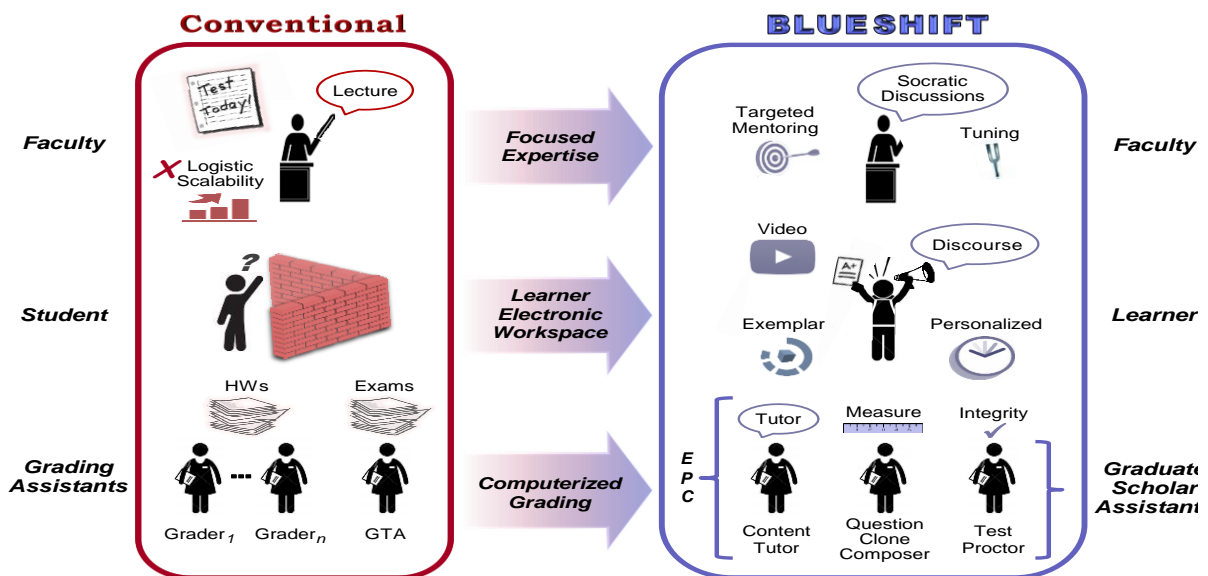 CONVENTIONAL
BLUESHIFT
Test
Today!
Lecture
Faculty
X Logistic
Scalability
Focused
Expertise
Socratic
Discussions
Targeted
Mentoring
Tuning
Faculty
?
Student
Learner
Electronic
Workspace
Video
A+
Discourse
Exemplar
Personalized
Learner
HWs
Exams
Grading
Assistants
Grader1
Gradern
GTA
Computerized
Grading
E
P
C
Tutor
Measure
Integrity
Content
Tutor
Question
Clone
Composer
Test
Proctor
Graduate
Scholar
Assistant